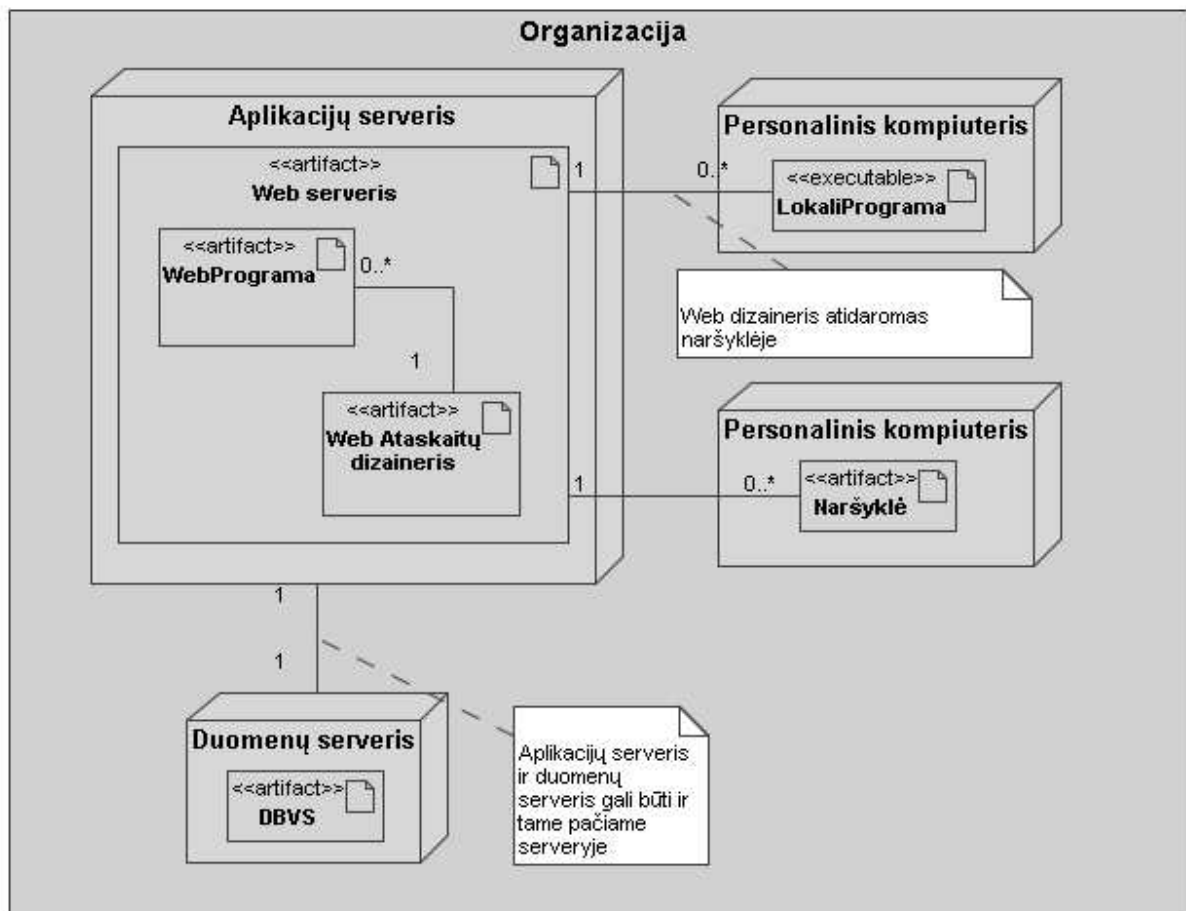 Organizacija
Aplikacijų serveris
<<artifact>>
Web serveris
<<artifact>>
WebPrograma
0..*
1
<<artifact>>
Web Ataskaitų
dizaineris
1
0..*
Personalinis kompiuteris
<<executable>>
LokaliPrograma
Web dizaineris atidaromas
naršyklėje
Personalinis kompiuteris
1
0..*
<<artifact>>
Naršyklė
1
1
Duomenų serveris
<<artifact>>
DBVS
Aplikacijų serveris
ir duomenų
serveris gali būti ir
tame pačiame
serveryje